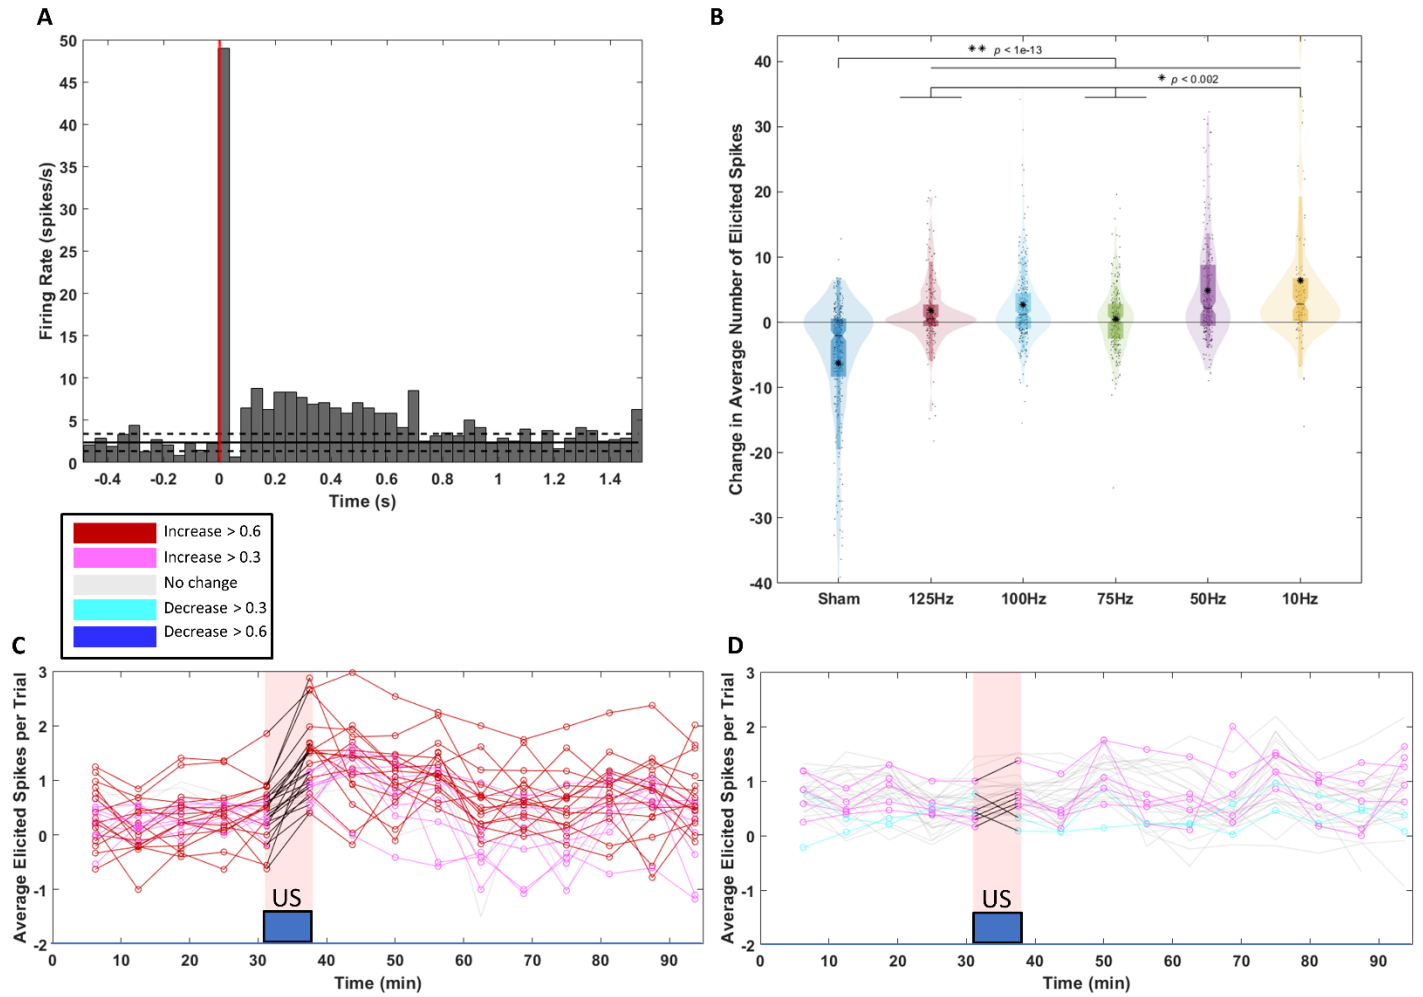 A
50
45
40
35
30
25
20
15
10
5
0
Firing Rate (spikes/s)
-0.4 -0.2 0 0.2 0.4 0.6 0.8 1 1.2 1.4
Time (s)
B
** p < 1e-13
* p < 0.002
40
30
20
10
0
-10
-20
-30
-40
Change in Average Number of Elicited Spikes
Sham 125Hz 100Hz 75Hz 50Hz 10Hz
Increase > 0.6
Increase > 0.3
No change
Decrease > 0.3
Decrease > 0.6
C
3
2
1
0
-1
-2
Average Elicited Spikes per Trial
US
0 10 20 30 40 50 60 70 80 90
Time (min)
D
3
2
1
0
-1
-2
Average Elicited Spikes per Trial
US
0 10 20 30 40 50 60 70 80 90
Time (min)